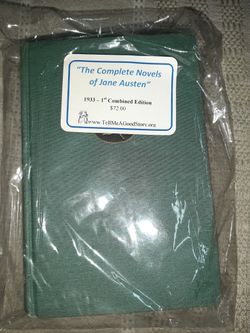 "The Complete Novels
of Jane Austen"
1933 – 1st Combined Edition
$72.00
www.TellMeAGoodStory.org